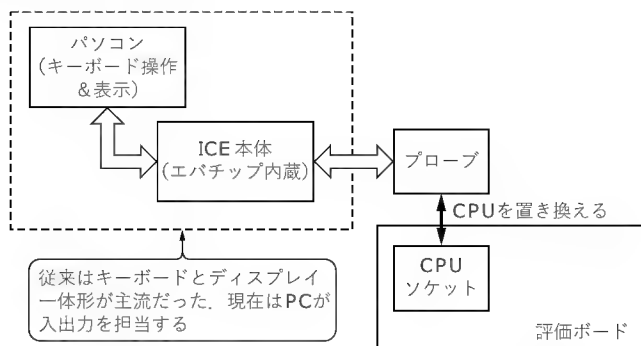 パソコン
(キーボード操作
&表示)
ICE本体
(エバチップ内蔵)
プローブ
CPUを置き換える
CPU
ソケット
評価ボード
従来はキーボードとディスプレイ
一体形が主流だった．現在はPCが
入出力を担当する